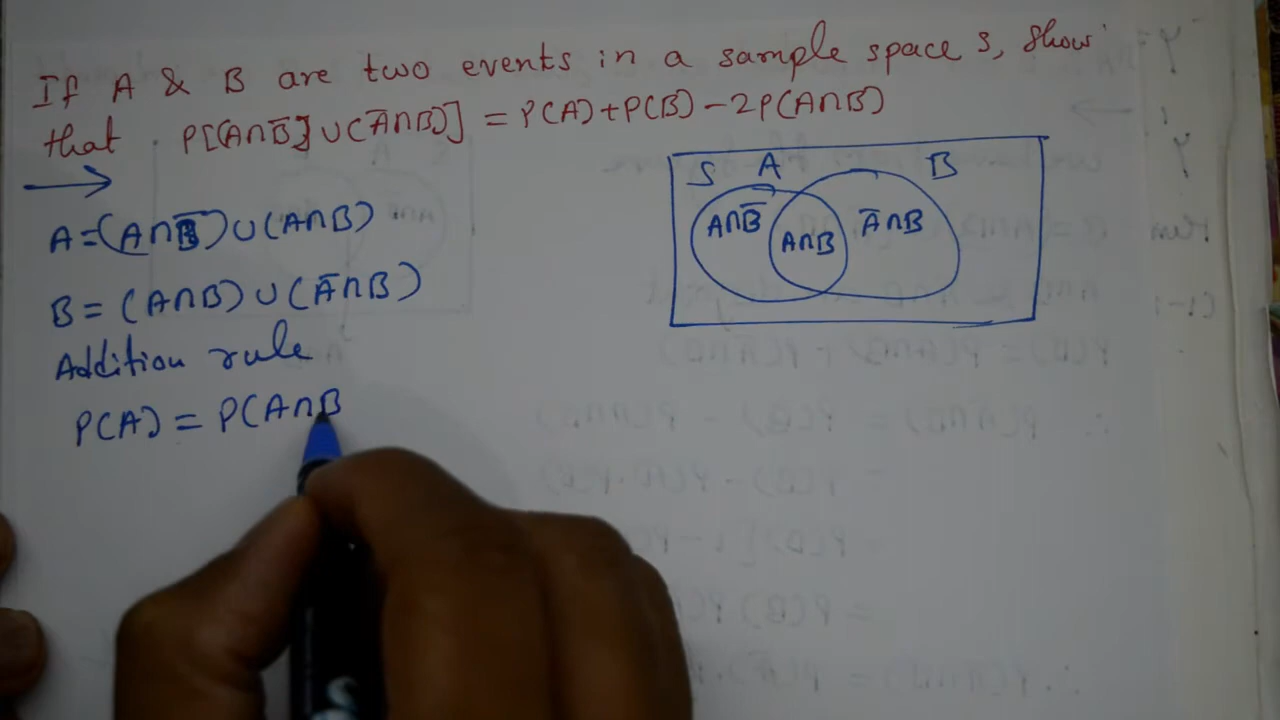 If A & B are two events in a sample space S, show
that . P[(A∩B̅] ∪ (A̅∩B)] = P(A)+P(B)-2P(A∩B)
S A B
A∩B̅ A∩B A̅∩B
A=(A∩B̅)∪(A∩B)
B=(A∩B)∪(A̅∩B)
Addition rule
P(A) = P(A∩B